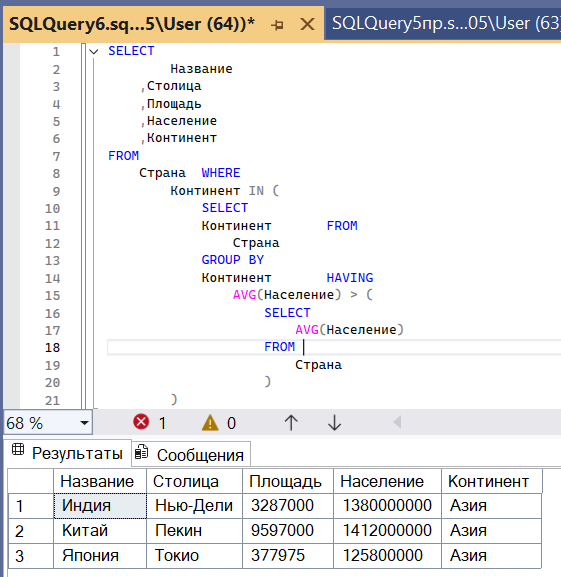 SQLQuery6.sq...5\User (64))*
SQLQuery5пр.s...05\User (63)
1 SELECT
2 Название
3 ,Столица
4 ,Площадь
5 ,Население
6 ,Континент
7 FROM
8 Страна WHERE
9 Континент IN (
10 SELECT
11 Континент FROM
12 Страна
13 GROUP BY
14 Континент HAVING
15 AVG(Население) > (
16 SELECT
17 AVG(Население)
18 FROM
19 Страна
20 )
21 )
68 % 1 0
Результаты Сообщения
Название Столица Площадь Население Континент
1 Индия Нью-Дели 3287000 1380000000 Азия
2 Китай Пекин 9597000 1412000000 Азия
3 Япония Токио 377975 125800000 Азия